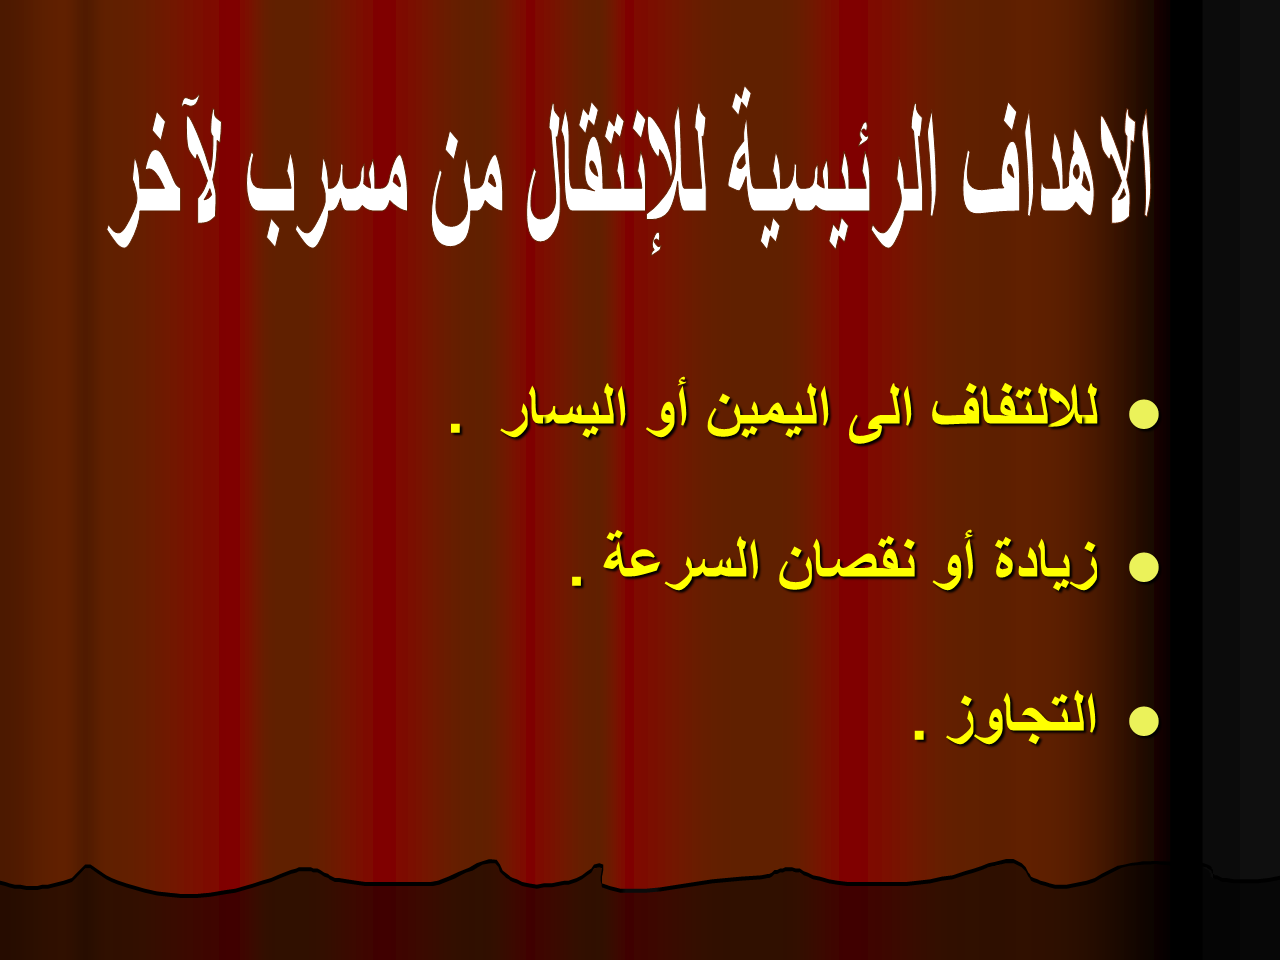 الاهداف الرئيسية للإنتقال من مسرب لآخر
● للالتفاف الى اليمين أو اليسار .
● زيادة أو نقصان السرعة .
● التجاوز .